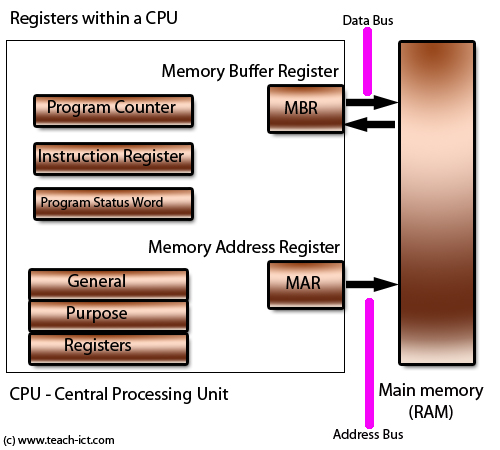 Registers within a CPU
Data Bus
Memory Buffer Register
MBR
Program Counter
Instruction Register
Program Status Word
Memory Address Register
MAR
General
Purpose
Registers
CPU - Central Processing Unit
Main memory
(RAM)
Address Bus
(c) www.teach-ict.com